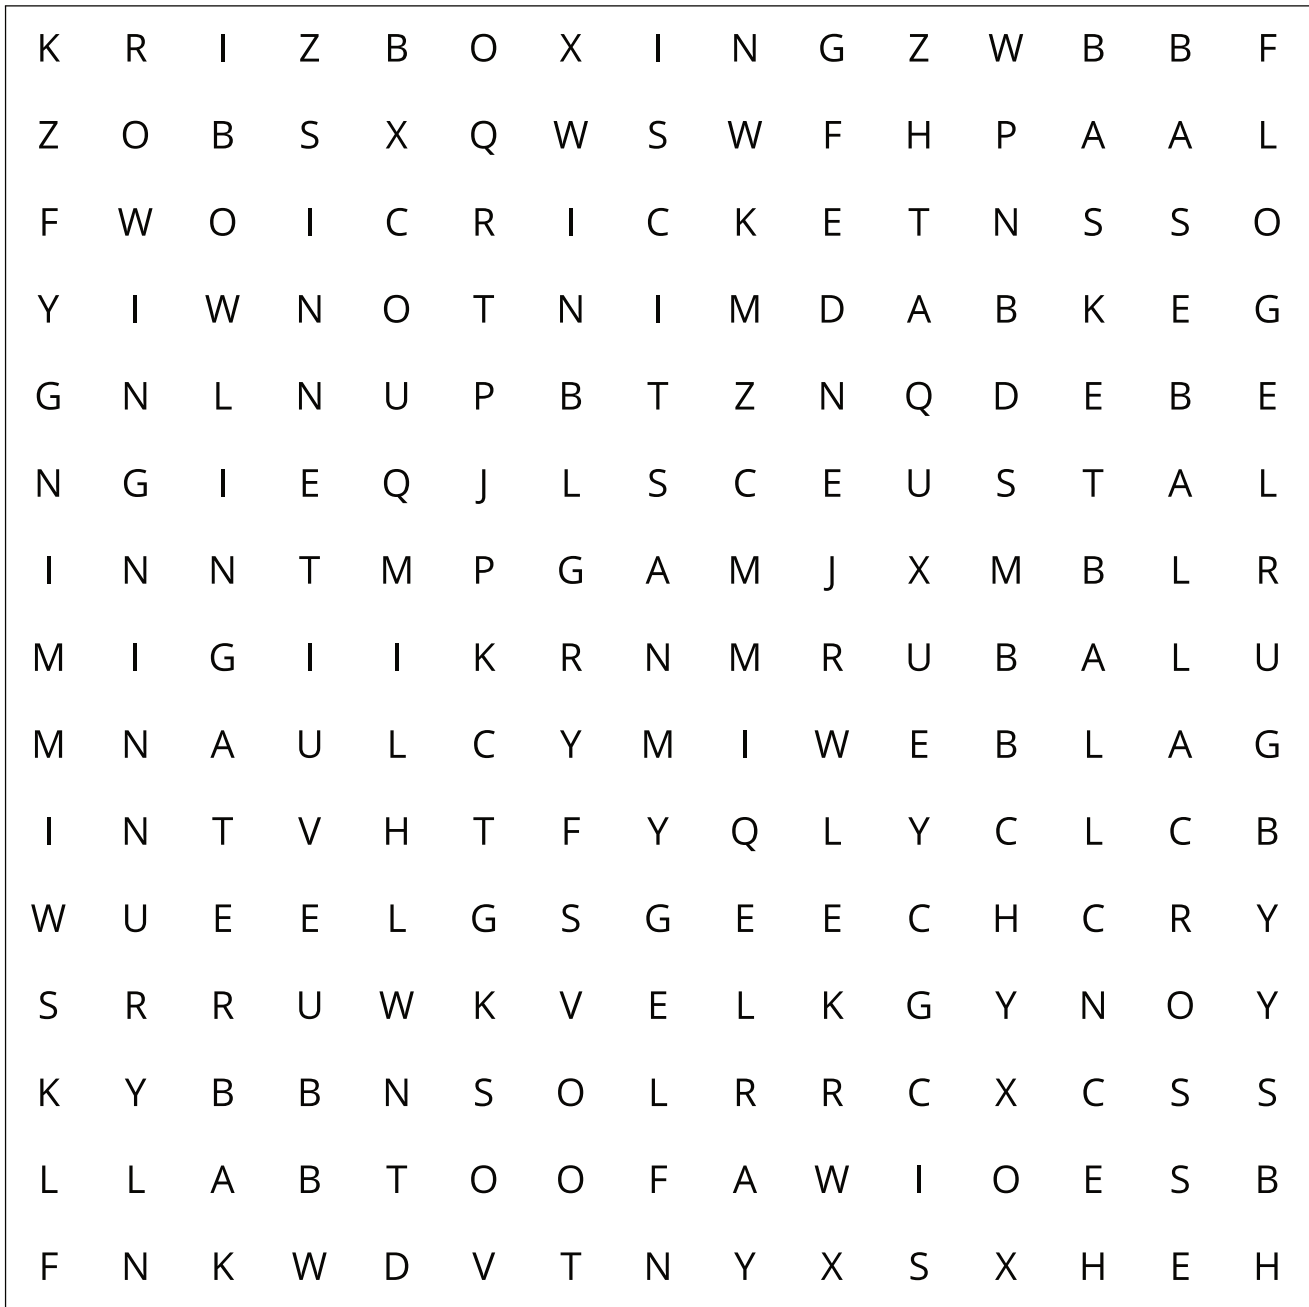 K R I Z B O X I N G Z W B B F
Z O B S X Q W S W F H P A A L
F W O I C R I C K E T N S S O
Y I W N O T N I M D A B K E G
G N L N U P B T Z N Q D E B E
N G I E Q J L S C E U S T A L
I N N T M P G A M J X M B L R
M I G I I K R N M R U B A L U
M N A U L C Y M I W E B L A G
I N T V H T F Y Q L Y C L C B
W U E E L G S G E E C H C R Y
S R R U W K V E L K G Y N O Y
K Y B B N S O L R R C X C S S
L L A B T O O F A W I O E S B
F N K W D V T N Y X S X H E H